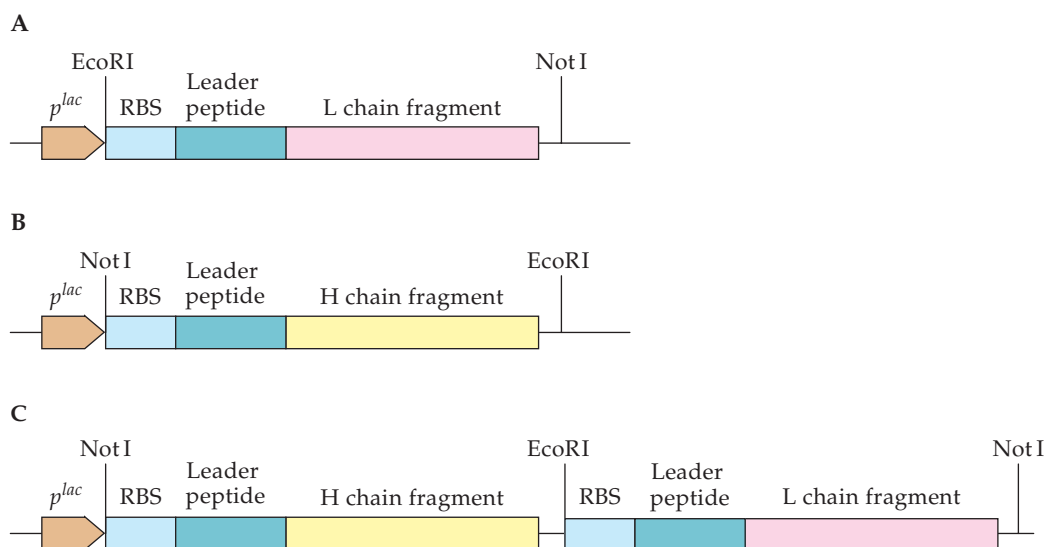 A
EcoRI
Not I
p^lac
RBS
Leader
peptide
L chain fragment
B
Not I
EcoRI
p^lac
RBS
Leader
peptide
H chain fragment
C
Not I
EcoRI
Not I
p^lac
RBS
Leader
peptide
H chain fragment
RBS
Leader
peptide
L chain fragment